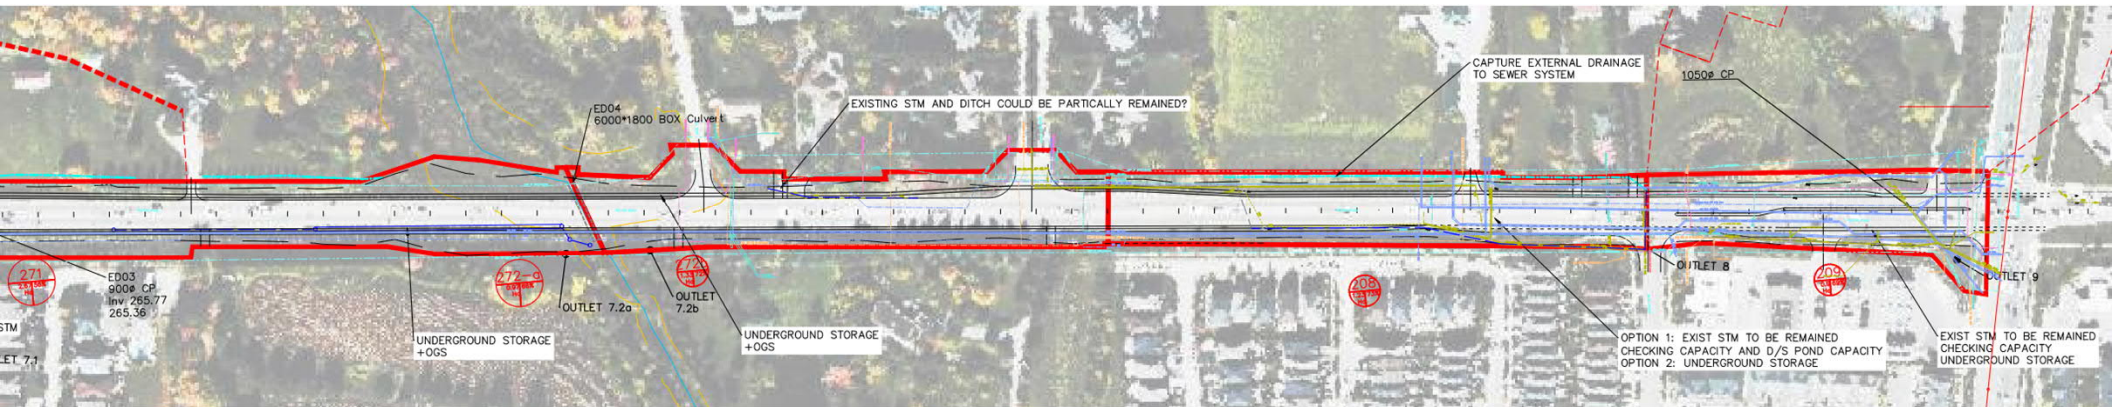 CAPTURE EXTERNAL DRAINAGE
TO SEWER SYSTEM
1050ø CP
EXISTING STM AND DITCH COULD BE PARTICALLY REMAINED?
ED04
6000*1800 BOX Culvert
271
ED03
900ø CP
Inv 265.77
265.36
272-a
OUTLET 7.2a
OUTLET
7.2b
208
OUTLET 8
209
OUTLET 9
STM
LET 7.1
UNDERGROUND STORAGE
+OGS
UNDERGROUND STORAGE
+OGS
OPTION 1: EXIST STM TO BE REMAINED
CHECKING CAPACITY AND D/S POND CAPACITY
OPTION 2: UNDERGROUND STORAGE
EXIST STM TO BE REMAINED
CHECKING CAPACITY
UNDERGROUND STORAGE